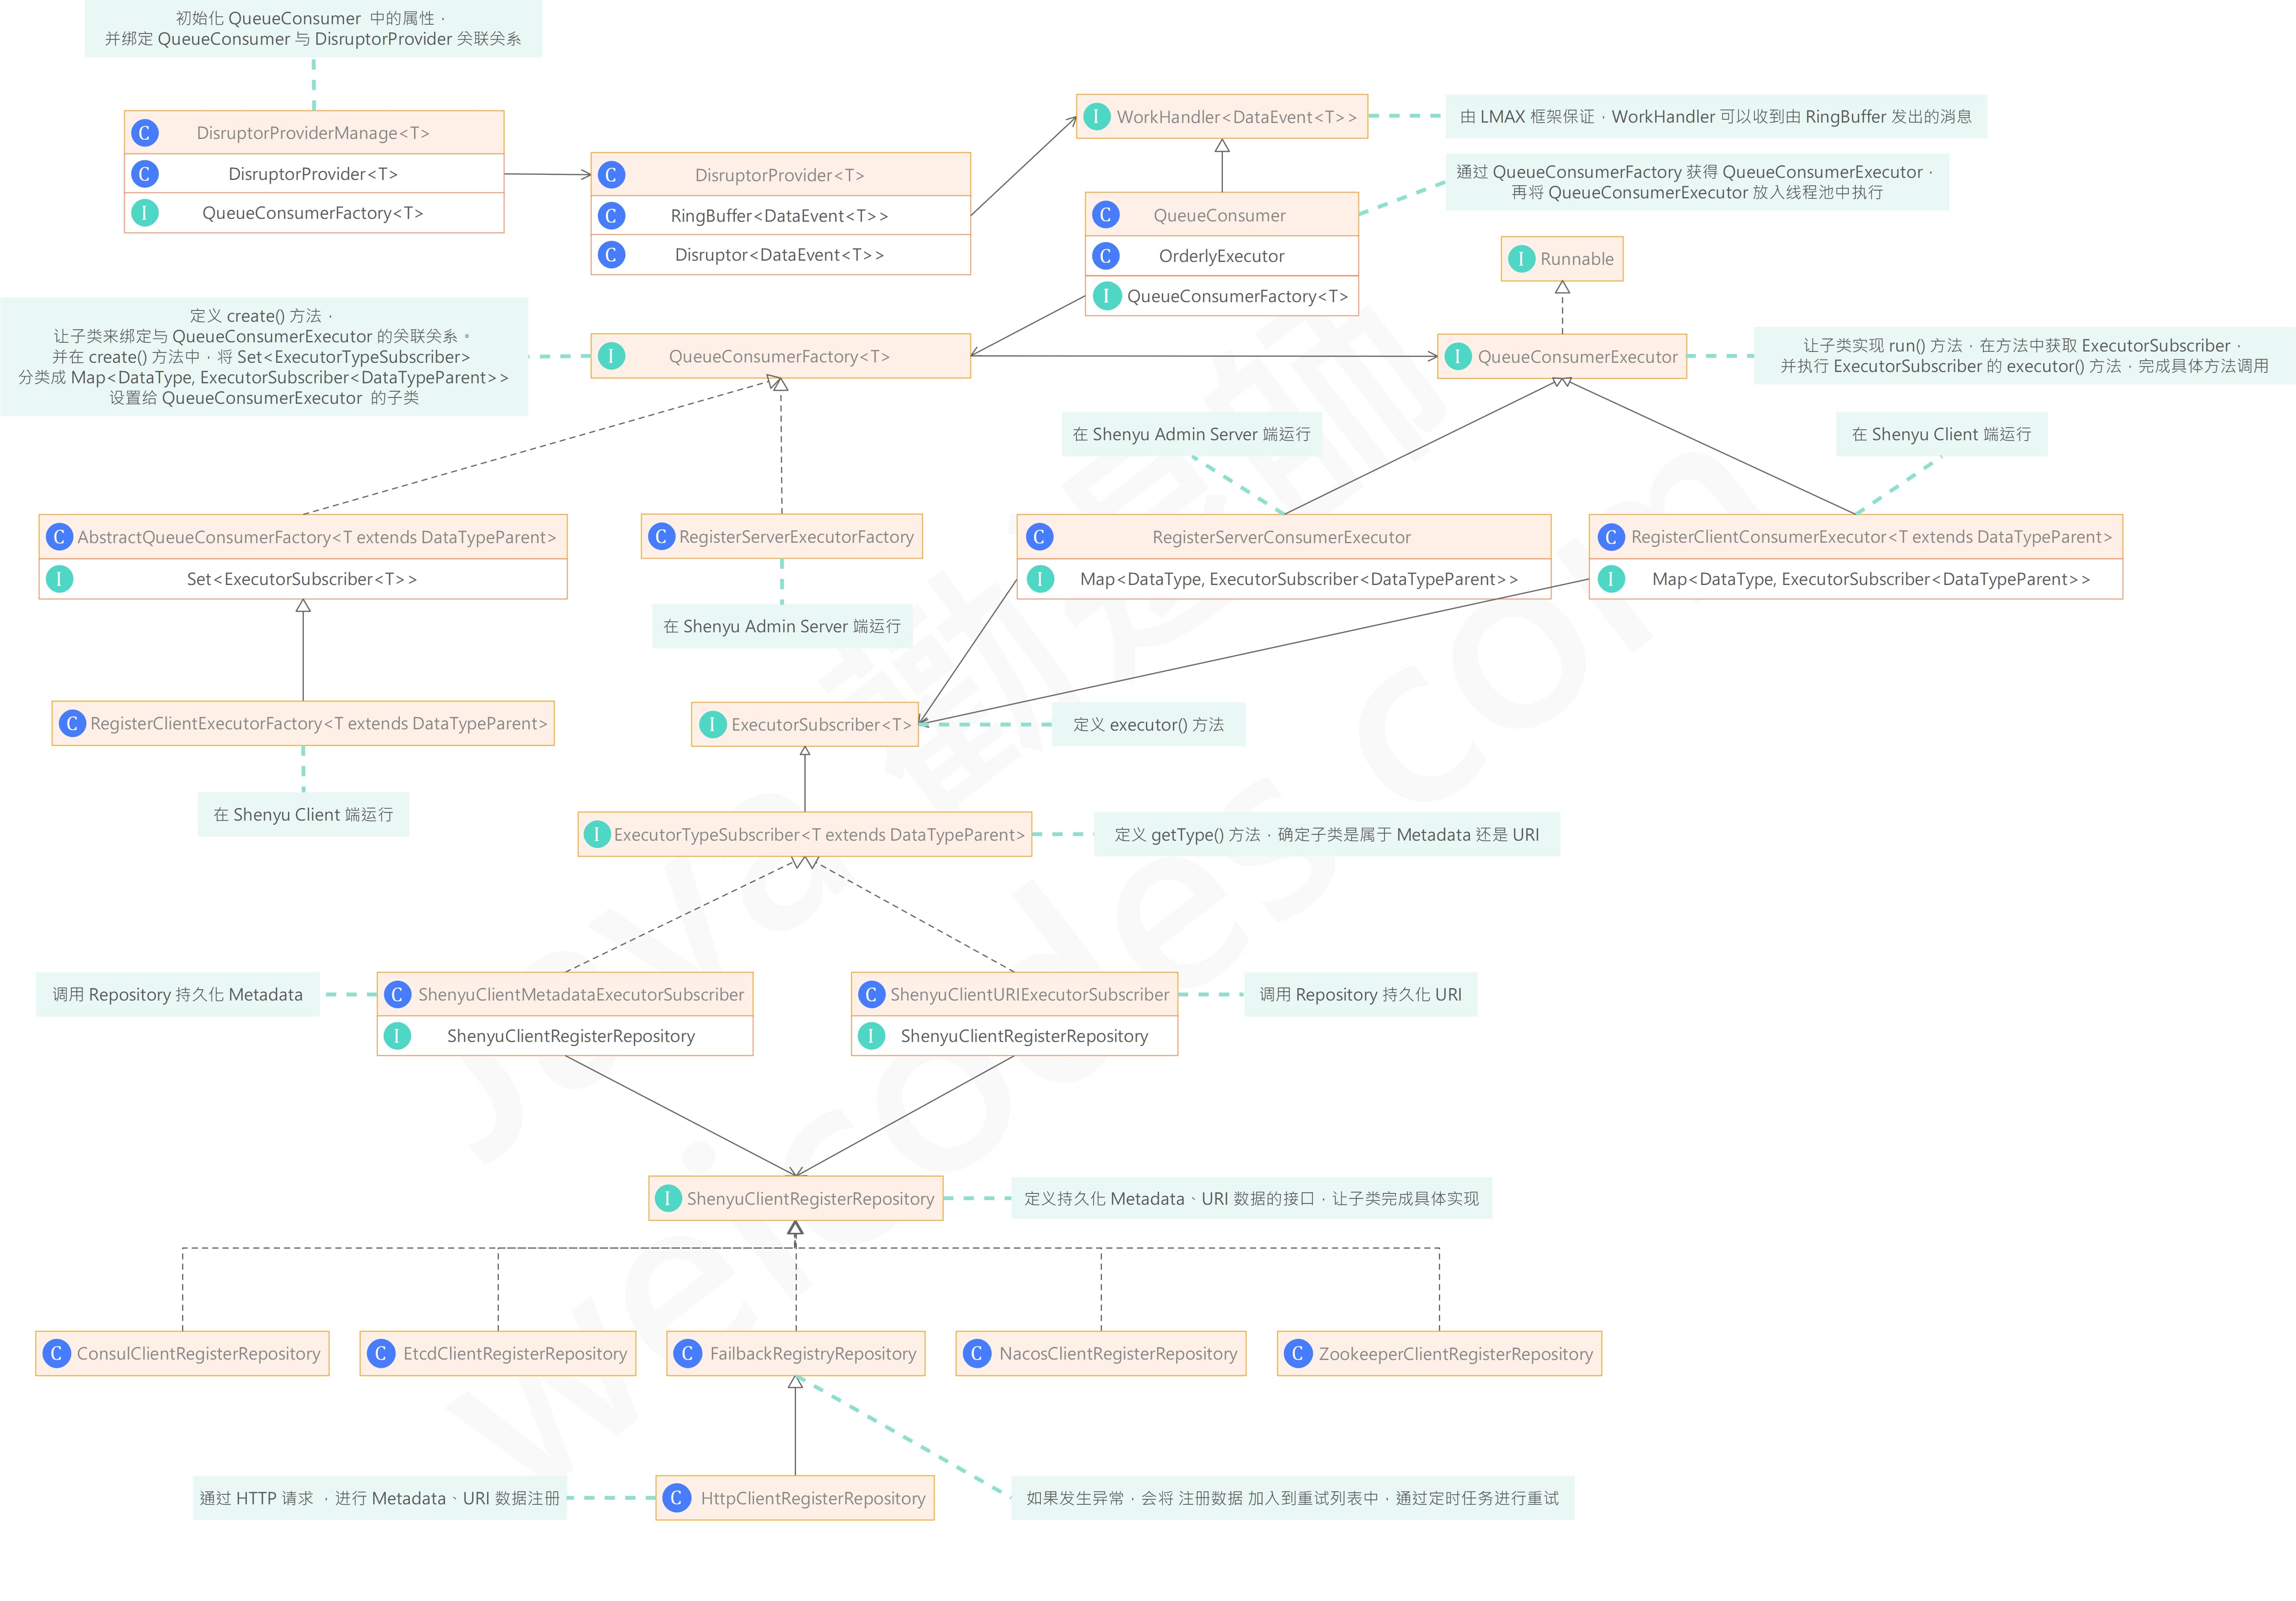 初始化 QueueConsumer 中的属性，
并绑定 QueueConsumer 与 DisruptorProvider 关联关系
C DisruptorProviderManage<T>
C DisruptorProvider<T>
I QueueConsumerFactory<T>
C DisruptorProvider<T>
C RingBuffer<DataEvent<T>>
C Disruptor<DataEvent<T>>
I WorkHandler<DataEvent<T>>
由 LMAX 框架保证，WorkHandler 可以收到由 RingBuffer 发出的消息
通过 QueueConsumerFactory 获得 QueueConsumerExecutor，
再将 QueueConsumerExecutor 放入线程池中执行
C QueueConsumer
C OrderlyExecutor
I QueueConsumerFactory<T>
I Runnable
定义 create() 方法，
让子类来绑定与 QueueConsumerExecutor 的关联关系。
并在 create() 方法中，将 Set<ExecutorTypeSubscriber>
分类成 Map<DataType, ExecutorSubscriber<DataTypeParent>>
设置给 QueueConsumerExecutor 的子类
I QueueConsumerFactory<T>
I QueueConsumerExecutor
让子类实现 run() 方法，在方法中获取 ExecutorSubscriber，
并执行 ExecutorSubscriber 的 executor() 方法，完成具体方法调用
在 Shenyu Admin Server 端运行
在 Shenyu Client 端运行
C AbstractQueueConsumerFactory<T extends DataTypeParent>
I Set<ExecutorSubscriber<T>>
C RegisterServerExecutorFactory
C RegisterServerConsumerExecutor
I Map<DataType, ExecutorSubscriber<DataTypeParent>>
C RegisterClientConsumerExecutor<T extends DataTypeParent>
I Map<DataType, ExecutorSubscriber<DataTypeParent>>
在 Shenyu Admin Server 端运行
C RegisterClientExecutorFactory<T extends DataTypeParent>
I ExecutorSubscriber<T>
定义 executor() 方法
在 Shenyu Client 端运行
I ExecutorTypeSubscriber<T extends DataTypeParent>
定义 getType() 方法，确定子类是属于 Metadata 还是 URI
调用 Repository 持久化 Metadata
C ShenyuClientMetadataExecutorSubscriber
I ShenyuClientRegisterRepository
C ShenyuClientURIExecutorSubscriber
I ShenyuClientRegisterRepository
调用 Repository 持久化 URI
I ShenyuClientRegisterRepository
定义持久化 Metadata、URI 数据的接口，让子类完成具体实现
C ConsulClientRegisterRepository
C EtcdClientRegisterRepository
C FailbackRegistryRepository
C NacosClientRegisterRepository
C ZookeeperClientRegisterRepository
通过 HTTP 请求 ，进行 Metadata、URI 数据注册
C HttpClientRegisterRepository
如果发生异常，会将 注册数据 加入到重试列表中，通过定时任务进行重试
weicodes.com